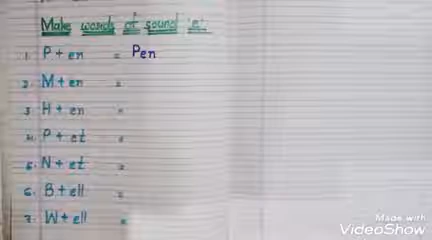 Make words of sound 'e'.
1. P + en = Pen
2. M + en =
3. H + en =
4. P + et =
5. N + et =
6. B + ell =
7. W + ell =
Made with
VideoShow